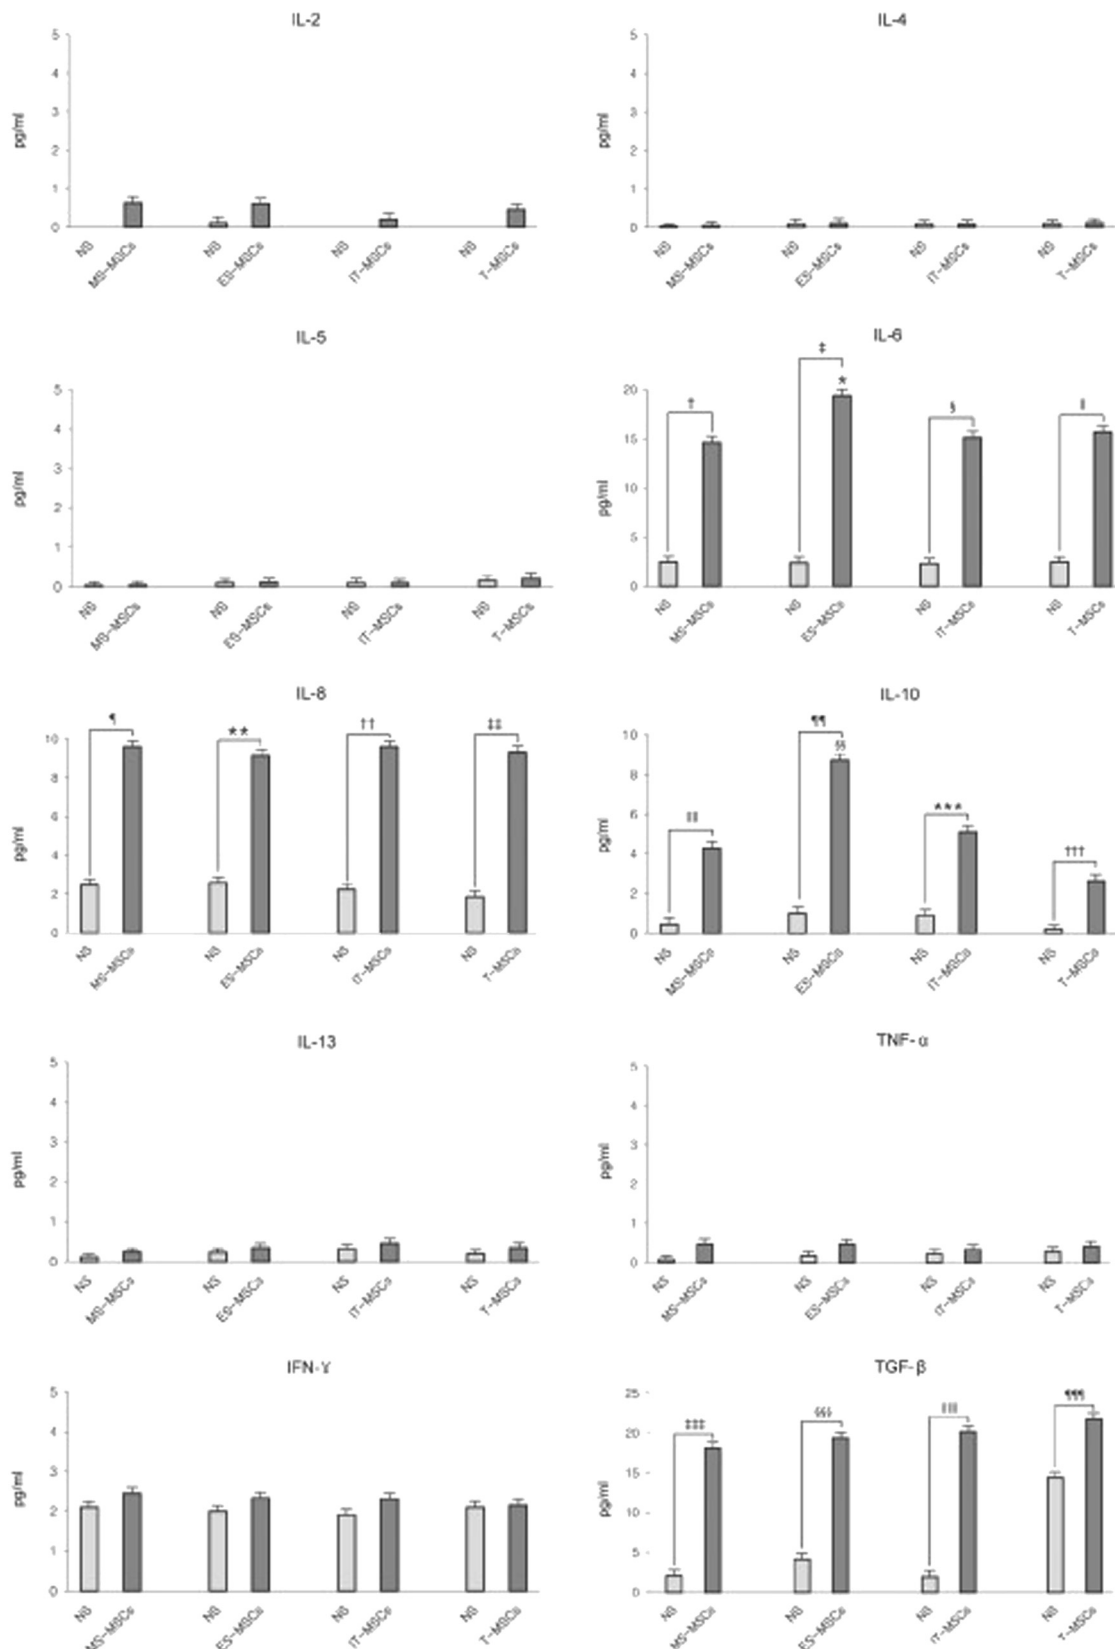 IL-2
5
4
3
2
1
0
pg/ml
NS
MS-MSCs
NS
ES-MSCs
NS
IT-MSCs
NS
T-MSCs
IL-4
5
4
3
2
1
0
pg/ml
NS
MS-MSCs
NS
ES-MSCs
NS
IT-MSCs
NS
T-MSCs
IL-5
5
4
3
2
1
0
pg/ml
NS
MS-MSCs
NS
ES-MSCs
NS
IT-MSCs
NS
T-MSCs
IL-6
20
15
10
5
0
pg/ml
†
‡
*
§
‖
NS
MS-MSCs
NS
ES-MSCs
NS
IT-MSCs
NS
T-MSCs
IL-8
10
8
6
4
2
0
pg/ml
¶
**
††
‡‡
NS
MS-MSCs
NS
ES-MSCs
NS
IT-MSCs
NS
T-MSCs
IL-10
10
8
6
4
2
0
pg/ml
‖‖
¶¶
§§
***
†††
NS
MS-MSCs
NS
ES-MSCs
NS
IT-MSCs
NS
T-MSCs
IL-13
5
4
3
2
1
0
pg/ml
NS
MS-MSCs
NS
ES-MSCs
NS
IT-MSCs
NS
T-MSCs
TNF-α
5
4
3
2
1
0
pg/ml
NS
MS-MSCs
NS
ES-MSCs
NS
IT-MSCs
NS
T-MSCs
IFN-γ
5
4
3
2
1
0
pg/ml
NS
MS-MSCs
NS
ES-MSCs
NS
IT-MSCs
NS
T-MSCs
TGF-β
25
20
15
10
5
0
pg/ml
‡‡‡
§§§
‖‖‖
¶¶¶
NS
MS-MSCs
NS
ES-MSCs
NS
IT-MSCs
NS
T-MSCs